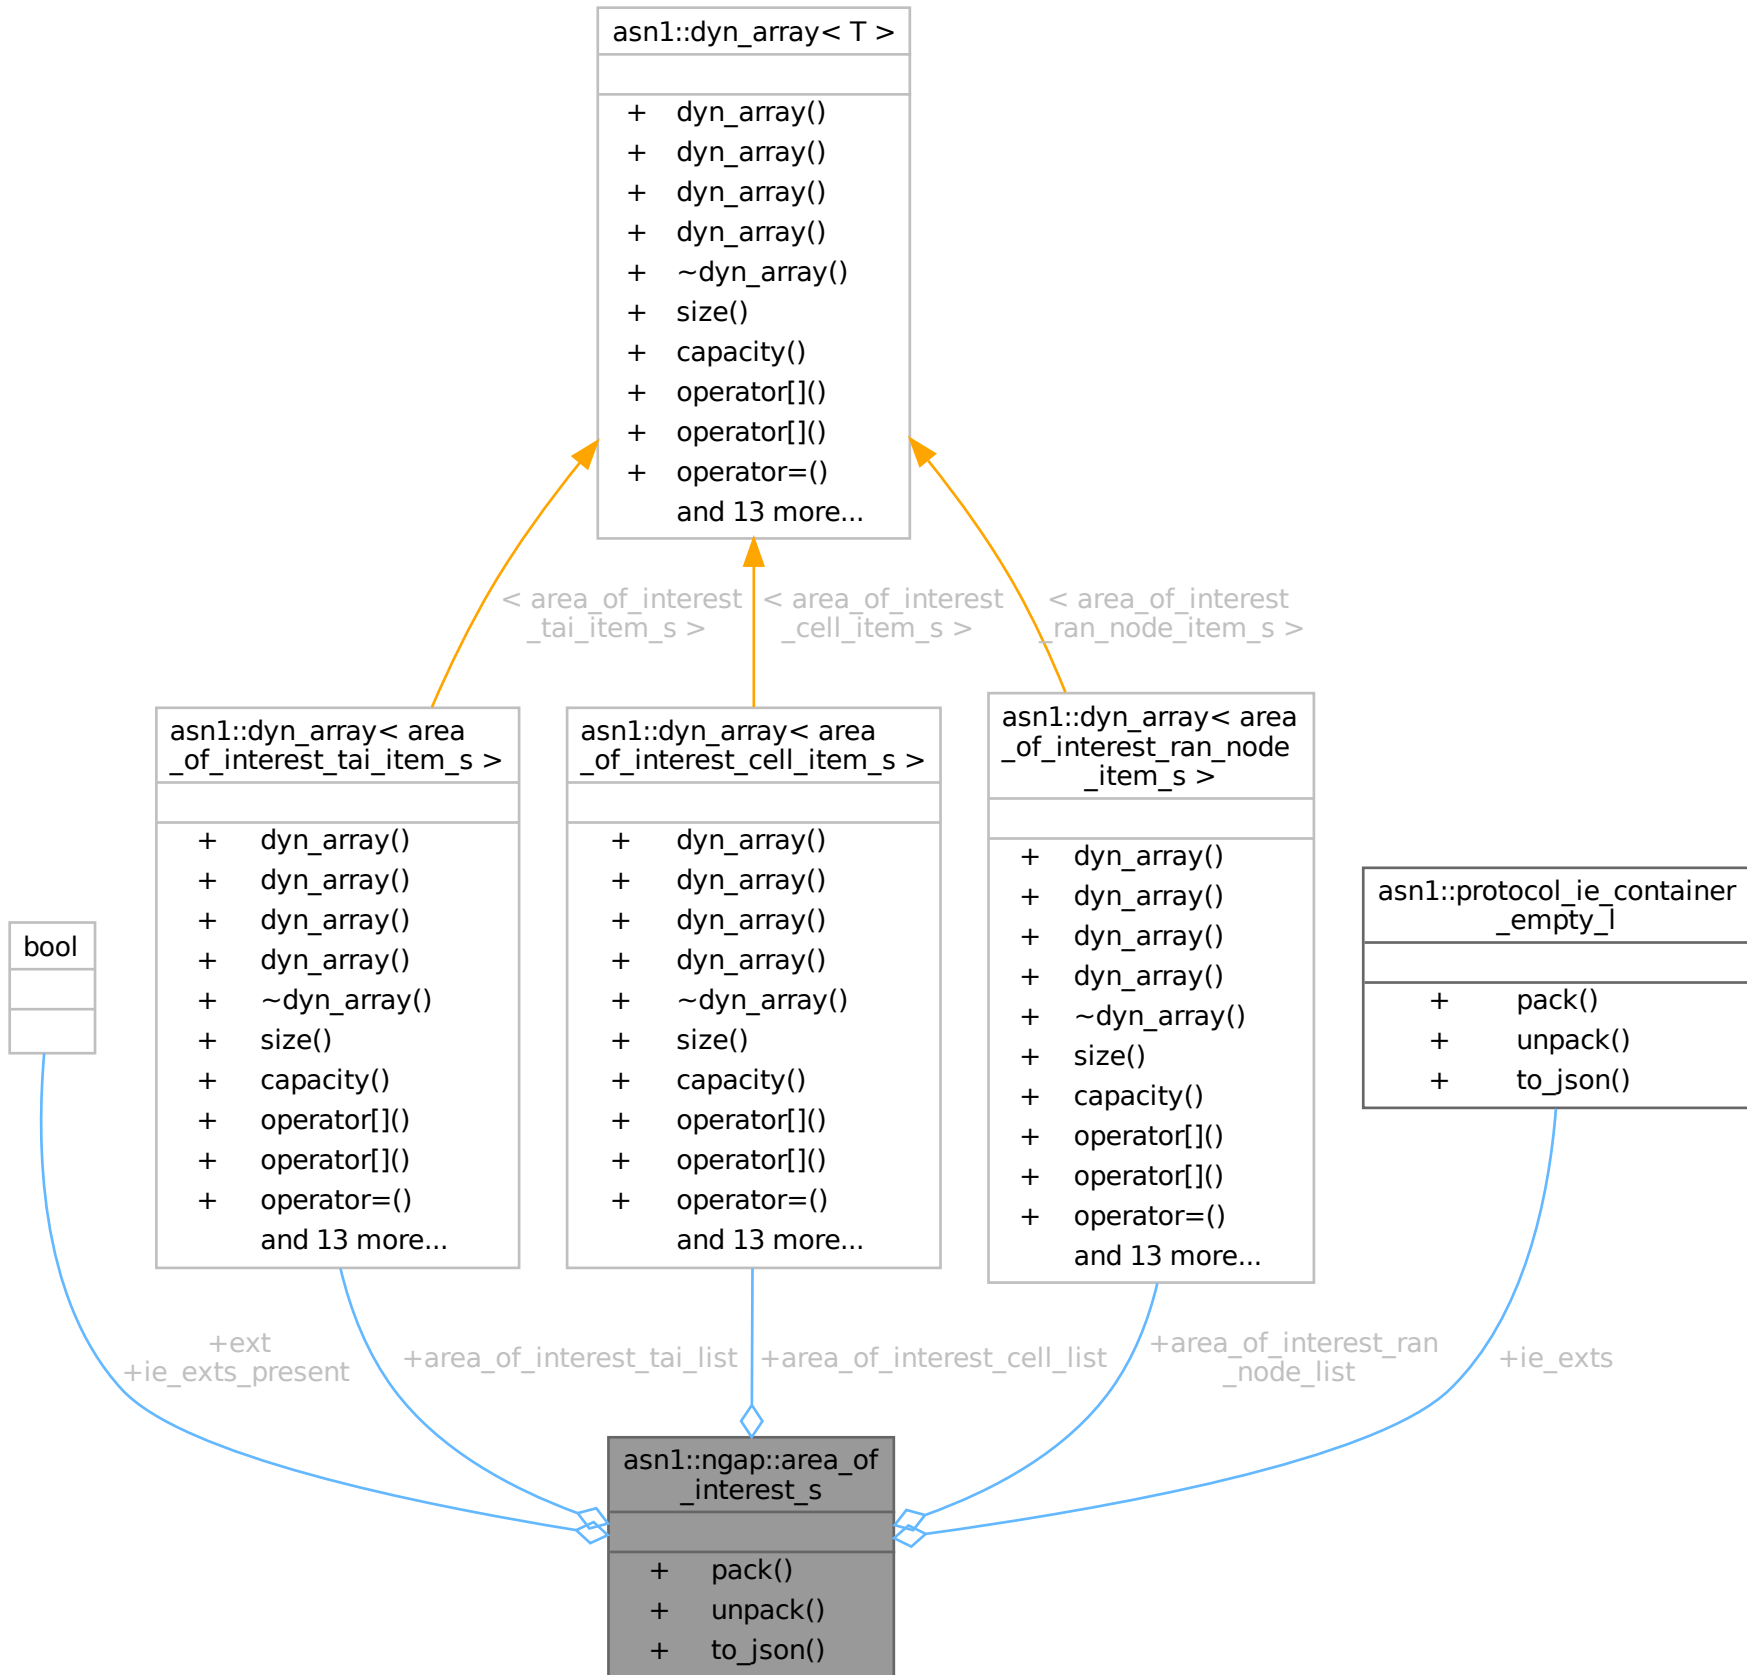 asn1::dyn_array< T >
+ dyn_array()
+ dyn_array()
+ dyn_array()
+ dyn_array()
+ ~dyn_array()
+ size()
+ capacity()
+ operator[]()
+ operator[]()
+ operator=()
and 13 more...
< area_of_interest
_tai_item_s >
< area_of_interest
_cell_item_s >
< area_of_interest
_ran_node_item_s >
asn1::dyn_array< area
_of_interest_tai_item_s >
+ dyn_array()
+ dyn_array()
+ dyn_array()
+ dyn_array()
+ ~dyn_array()
+ size()
+ capacity()
+ operator[]()
+ operator[]()
+ operator=()
and 13 more...
asn1::dyn_array< area
_of_interest_cell_item_s >
+ dyn_array()
+ dyn_array()
+ dyn_array()
+ dyn_array()
+ ~dyn_array()
+ size()
+ capacity()
+ operator[]()
+ operator[]()
+ operator=()
and 13 more...
asn1::dyn_array< area
_of_interest_ran_node
_item_s >
+ dyn_array()
+ dyn_array()
+ dyn_array()
+ dyn_array()
+ ~dyn_array()
+ size()
+ capacity()
+ operator[]()
+ operator[]()
+ operator=()
and 13 more...
asn1::protocol_ie_container
_empty_l
+ pack()
+ unpack()
+ to_json()
bool
+ext
+ie_exts_present
+area_of_interest_tai_list
+area_of_interest_cell_list
+area_of_interest_ran
_node_list
+ie_exts
asn1::ngap::area_of
_interest_s
+ pack()
+ unpack()
+ to_json()